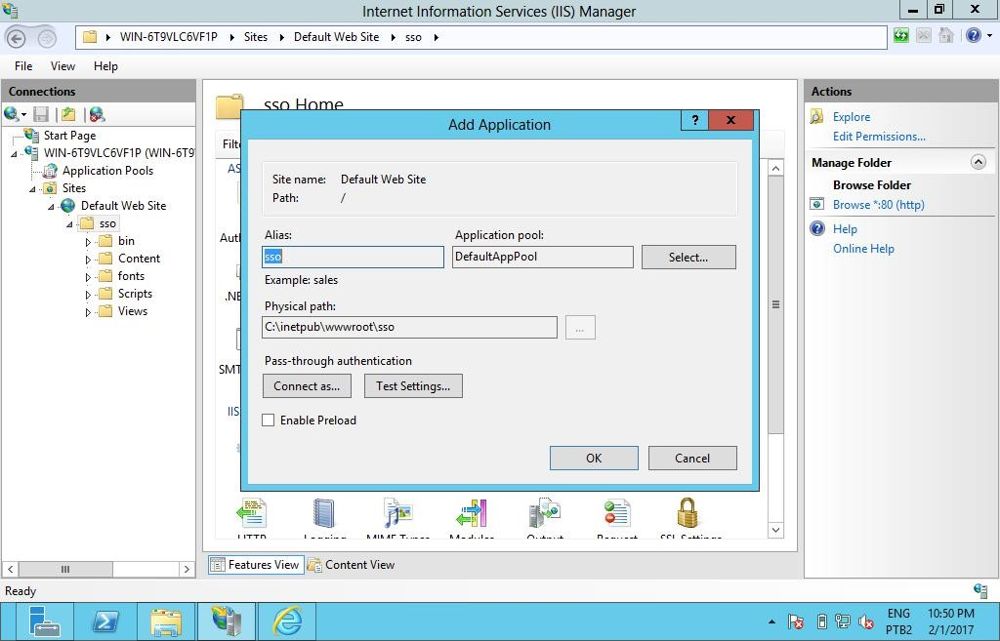 Internet Information Services (IIS) Manager
WIN-6T9VLC6VF1P Sites Default Web Site sso
File View Help
Connections
Start Page
WIN-6T9VLC6VF1P (WIN-6T9
Application Pools
Sites
Default Web Site
sso
bin
Content
fonts
Scripts
Views
sso Home
Filte
AS
Auth
.NE
SMT
IIS
Add Application
?
Site name: Default Web Site
Path: /
Alias:
Application pool:
sso
DefaultAppPool
Select...
Example: sales
Physical path:
C:\inetpub\wwwroot\sso
...
Pass-through authentication
Connect as...
Test Settings...
Enable Preload
OK
Cancel
HTTP Logging MIME Types Modules Output Request SSL Settings
Features View
Content View
Actions
Explore
Edit Permissions...
Manage Folder
Browse Folder
Browse *:80 (http)
Help
Online Help
Ready
ENG
PTB2
10:50 PM
2/1/2017